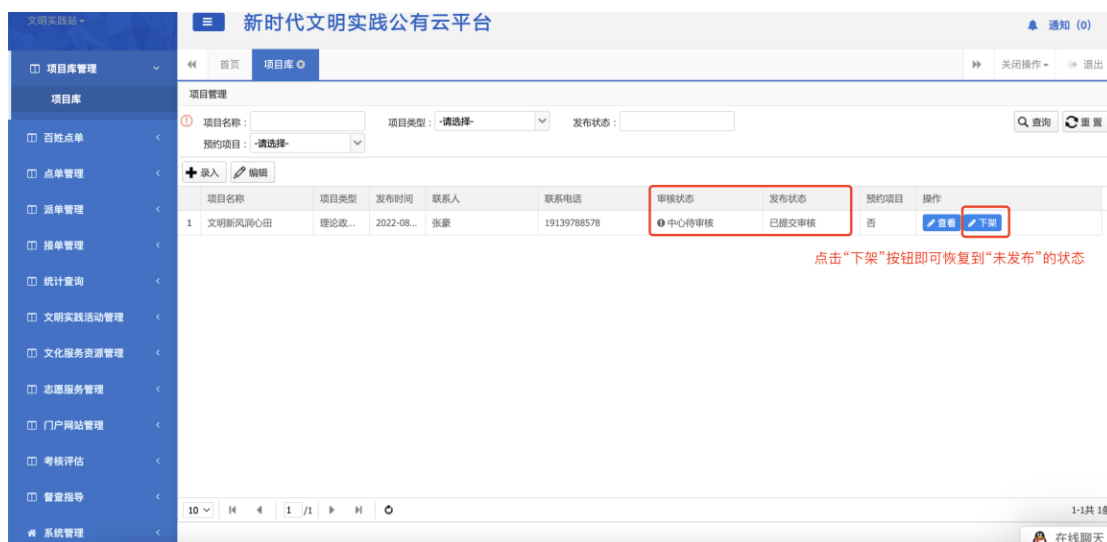 文明实践站
新时代文明实践公有云平台
通知 (0)
项目库管理
首页
项目库
关闭操作
退出
项目库
项目管理
项目名称：
项目类型：
-请选择-
发布状态：
查询
重置
预约项目：
-请选择-
百姓点单
录入
编辑
点单管理
项目名称 项目类型 发布时间 联系人 联系电话 审核状态 发布状态 预约项目 操作
派单管理
1 文明新风润心田 理论政... 2022-08... 张豪 19139788578 中心待审核 已提交审核 否 查看 下架
接单管理
点击“下架”按钮即可恢复到“未发布”的状态
统计查询
文明实践活动管理
文化服务资源管理
志愿服务管理
门户网站管理
考核评估
督查指导
10 1 /1
1-1共 1条
系统管理
在线聊天